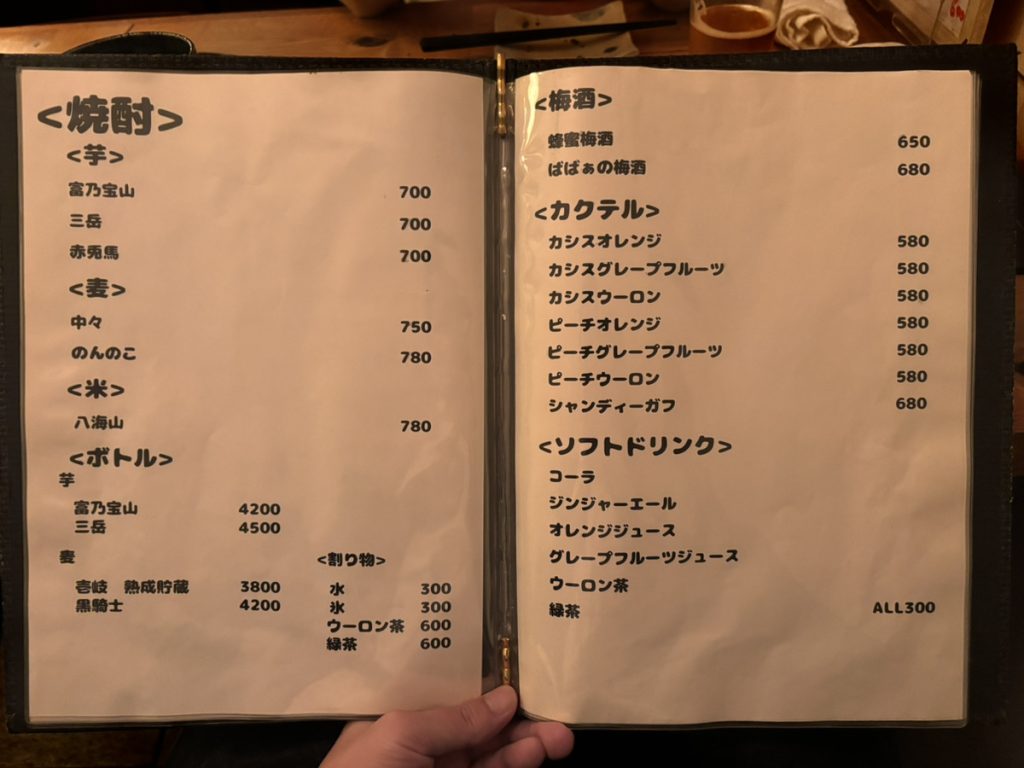 <焼酎>
<芋>
富乃宝山 700
三岳 700
赤兎馬 700
<麦>
中々 750
のんのこ 780
<米>
八海山 780
<ボトル>
芋
富乃宝山 4200
三岳 4500
麦
壱岐 熟成貯蔵 3800
黒騎士 4200
<割り物>
水 300
氷 300
ウーロン茶 600
緑茶 600
<梅酒>
蜂蜜梅酒 650
ばばぁの梅酒 680
<カクテル>
カシスオレンジ 580
カシスグレープフルーツ 580
カシスウーロン 580
ピーチオレンジ 580
ピーチグレープフルーツ 580
ピーチウーロン 580
シャンディーガフ 680
<ソフトドリンク>
コーラ
ジンジャーエール
オレンジジュース
グレープフルーツジュース
ウーロン茶
緑茶 ALL300